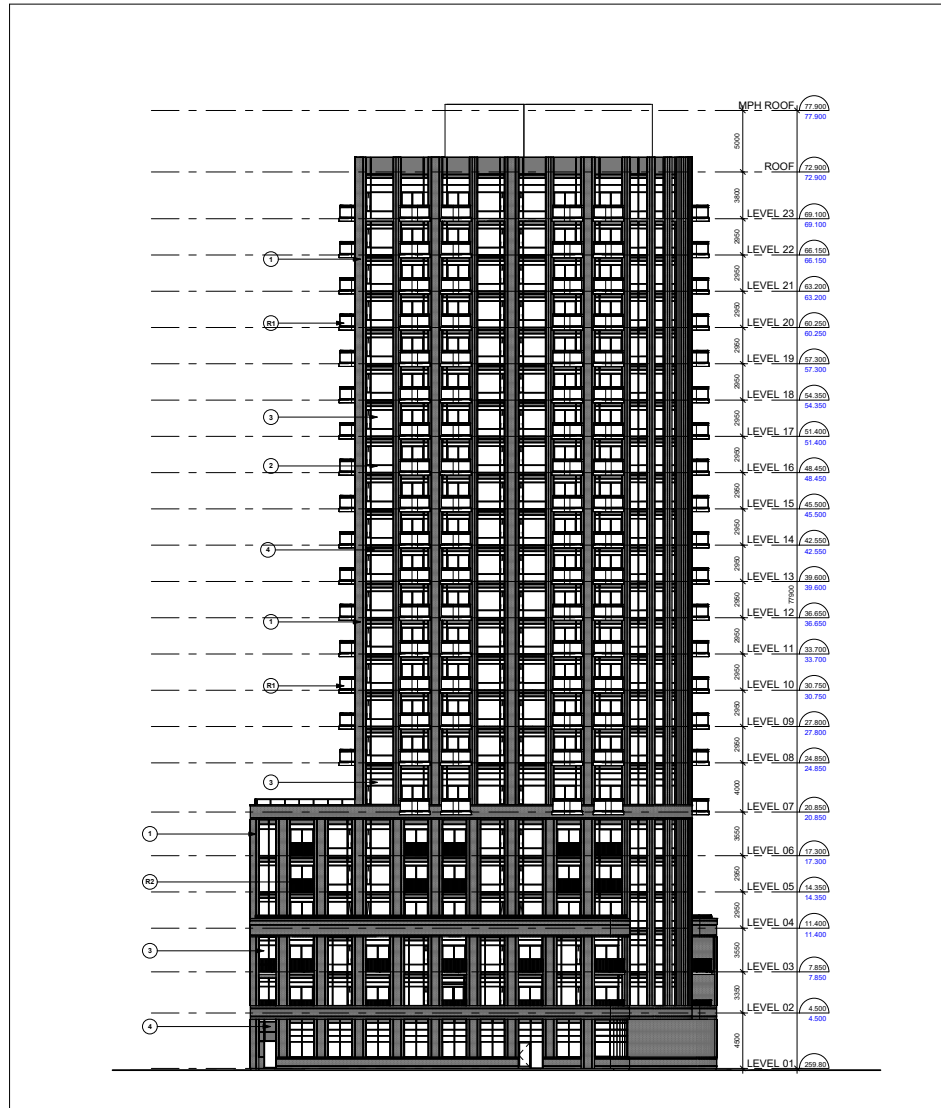 MPH ROOF 77.900
77.900
5000
ROOF 72.900
72.900
3800
LEVEL 23 69.100
69.100
2950
LEVEL 22 66.150
66.150
1
2950
LEVEL 21 63.200
63.200
2950
R1
LEVEL 20 60.250
60.250
2950
LEVEL 19 57.300
57.300
2950
LEVEL 18 54.350
54.350
3
2950
LEVEL 17 51.400
51.400
2950
2
LEVEL 16 48.450
48.450
2950
LEVEL 15 45.500
45.500
2950
LEVEL 14 42.550
42.550
4
2950
LEVEL 13 39.600
39.600
2950
77900
LEVEL 12 36.650
36.650
1
2950
LEVEL 11 33.700
33.700
2950
R1
LEVEL 10 30.750
30.750
2950
LEVEL 09 27.800
27.800
2950
LEVEL 08 24.850
24.850
3
4000
LEVEL 07 20.850
20.850
1
3550
LEVEL 06 17.300
17.300
2950
R2
LEVEL 05 14.350
14.350
2950
LEVEL 04 11.400
11.400
3
3550
LEVEL 03 7.850
7.850
3350
LEVEL 02 4.500
4.500
4
4500
LEVEL 01 259.80